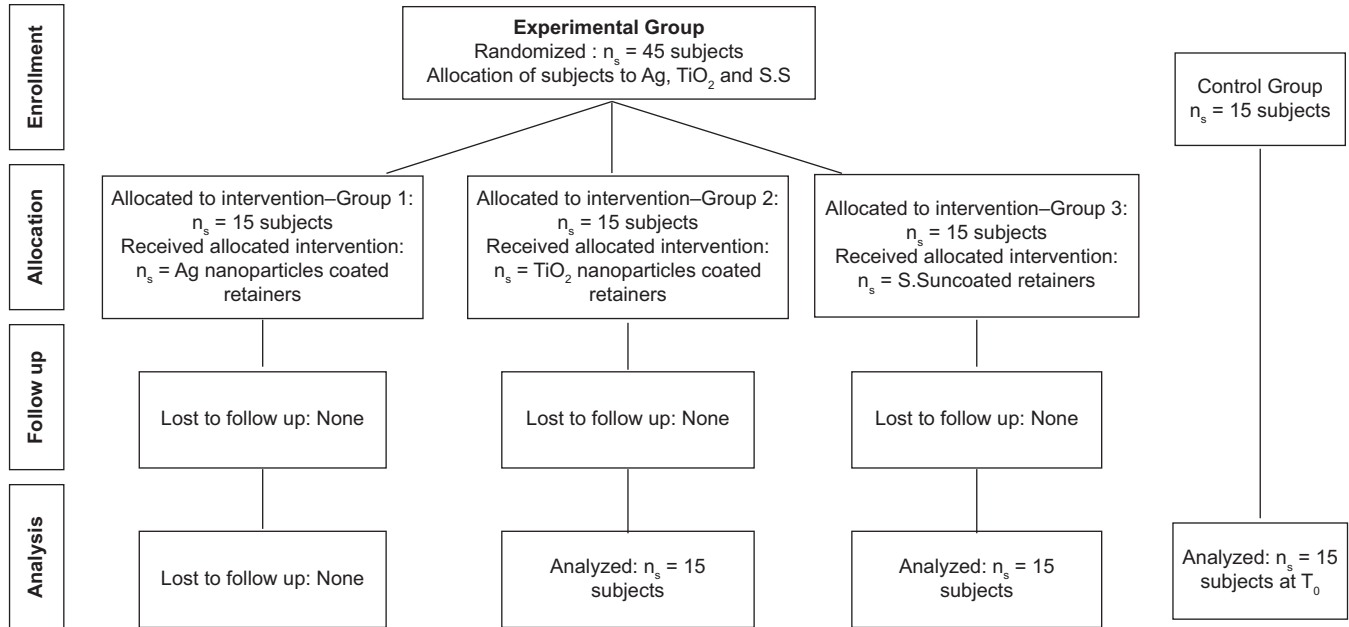 Enrollment
Experimental Group
Randomized : nₛ = 45 subjects
Allocation of subjects to Ag, TiO₂ and S.S
Control Group
nₛ = 15 subjects
Allocation
Allocated to intervention–Group 1:
nₛ = 15 subjects
Received allocated intervention:
nₛ = Ag nanoparticles coated
retainers
Allocated to intervention–Group 2:
nₛ = 15 subjects
Received allocated intervention:
nₛ = TiO₂ nanoparticles coated
retainers
Allocated to intervention–Group 3:
nₛ = 15 subjects
Received allocated intervention:
nₛ = S.Suncoated retainers
Follow up
Lost to follow up: None
Lost to follow up: None
Lost to follow up: None
Analysis
Lost to follow up: None
Analyzed: nₛ = 15
subjects
Analyzed: nₛ = 15
subjects
Analyzed: nₛ = 15
subjects at T₀